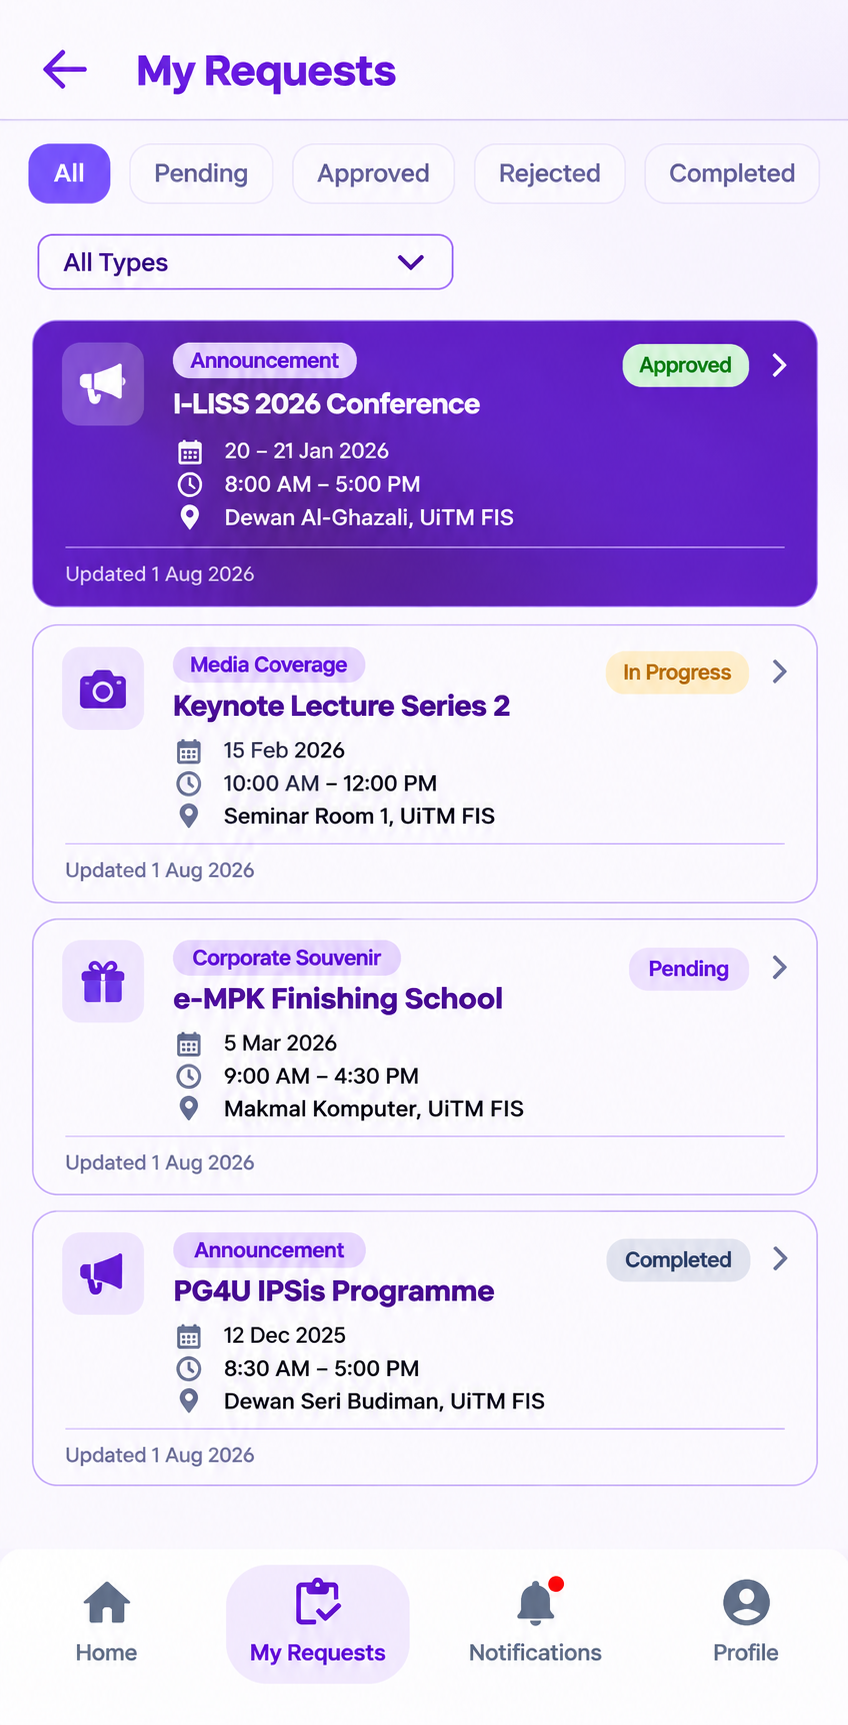 My Requests
All
Pending
Approved
Rejected
Completed
All Types
Announcement
Approved
I-LISS 2026 Conference
20 – 21 Jan 2026
8:00 AM – 5:00 PM
Dewan Al-Ghazali, UiTM FIS
Updated 1 Aug 2026
Media Coverage
In Progress
Keynote Lecture Series 2
15 Feb 2026
10:00 AM – 12:00 PM
Seminar Room 1, UiTM FIS
Updated 1 Aug 2026
Corporate Souvenir
Pending
e-MPK Finishing School
5 Mar 2026
9:00 AM – 4:30 PM
Makmal Komputer, UiTM FIS
Updated 1 Aug 2026
Announcement
Completed
PG4U IPSis Programme
12 Dec 2025
8:30 AM – 5:00 PM
Dewan Seri Budiman, UiTM FIS
Updated 1 Aug 2026
Home
My Requests
Notifications
Profile